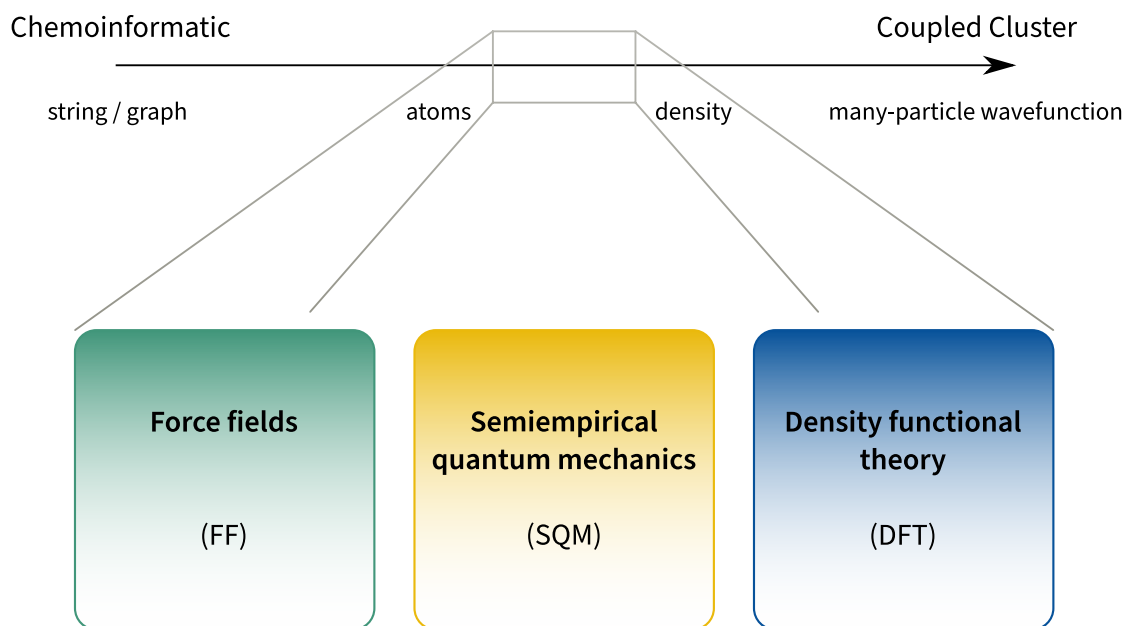 Chemoinformatic
Coupled Cluster
string / graph
atoms
density
many-particle wavefunction
Force fields
(FF)
Semiempirical
quantum mechanics
(SQM)
Density functional
theory
(DFT)